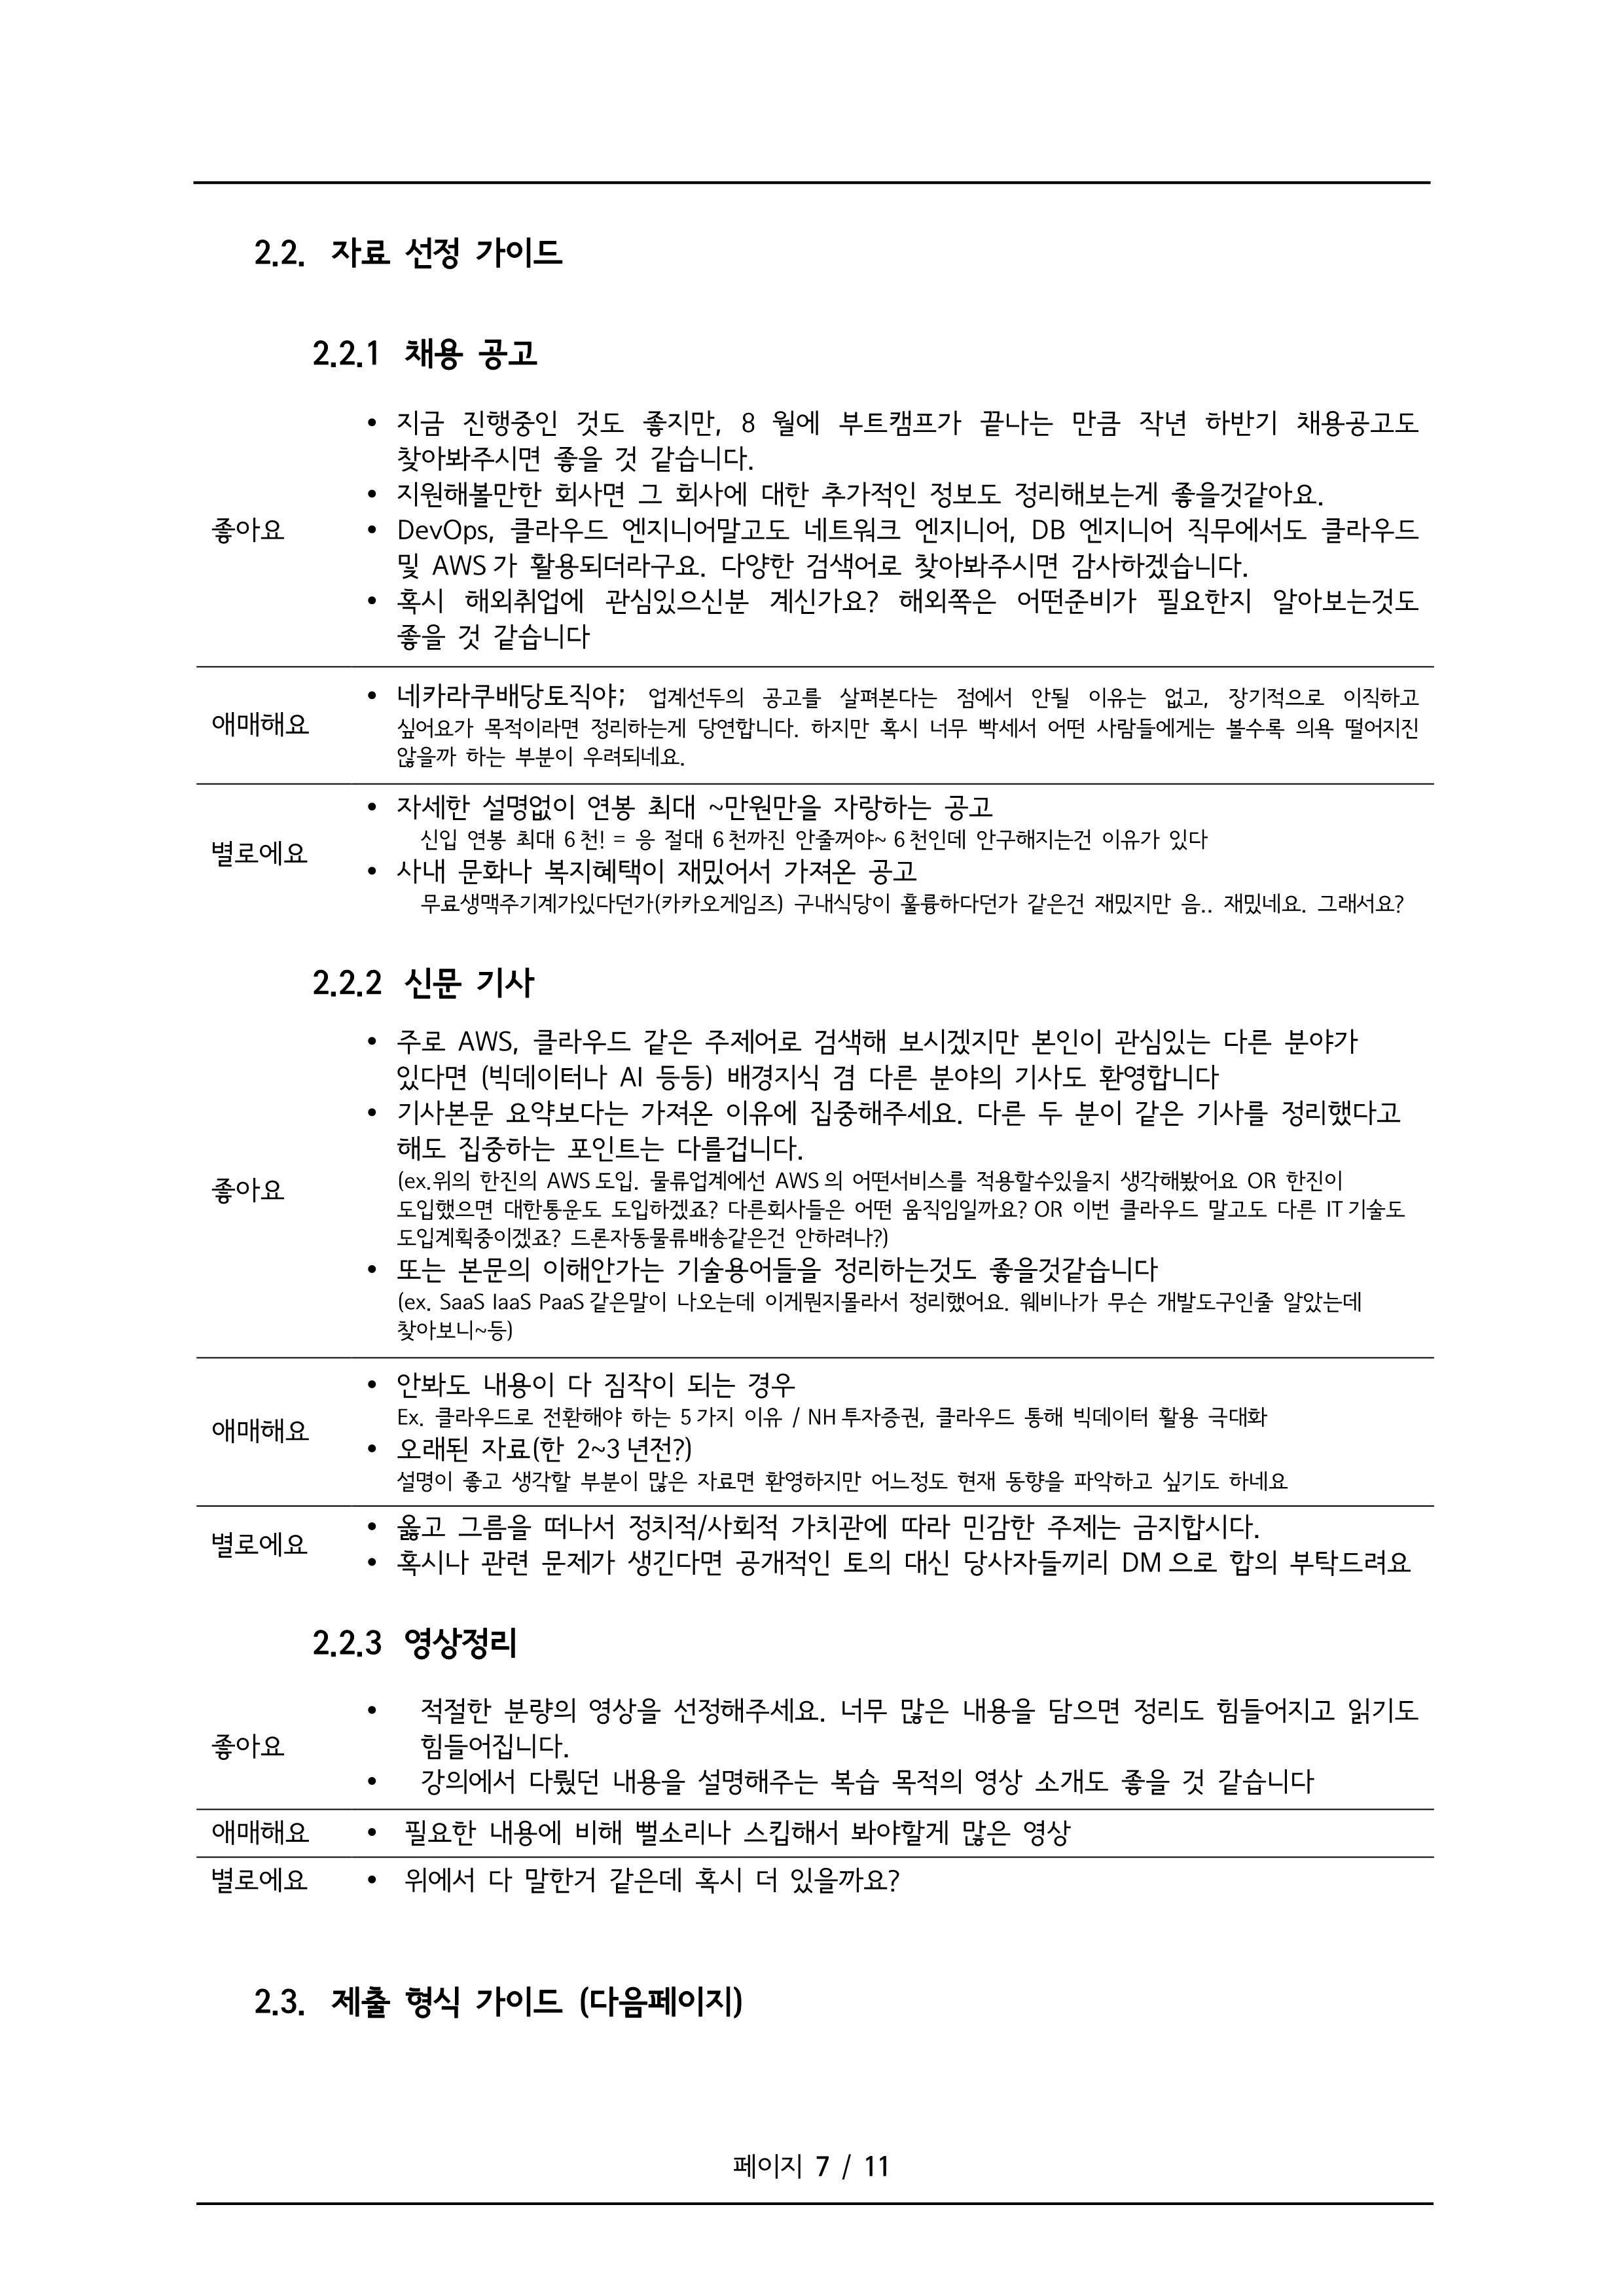 2.2. 자료 선정 가이드
2.2.1 채용 공고
좋아요
• 지금 진행중인 것도 좋지만, 8 월에 부트캠프가 끝나는 만큼 작년 하반기 채용공고도
찾아봐주시면 좋을 것 같습니다.
• 지원해볼만한 회사면 그 회사에 대한 추가적인 정보도 정리해보는게 좋을것같아요.
• DevOps, 클라우드 엔지니어말고도 네트워크 엔지니어, DB 엔지니어 직무에서도 클라우드
및 AWS 가 활용되더라구요. 다양한 검색어로 찾아봐주시면 감사하겠습니다.
• 혹시 해외취업에 관심있으신분 계신가요? 해외쪽은 어떤준비가 필요한지 알아보는것도
좋을 것 같습니다
애매해요
• 네카라쿠배당토직야; 업계선두의 공고를 살펴본다는 점에서 안될 이유는 없고, 장기적으로 이직하고
싶어요가 목적이라면 정리하는게 당연합니다. 하지만 혹시 너무 빡세서 어떤 사람들에게는 볼수록 의욕 떨어지진
않을까 하는 부분이 우려되네요.
별로에요
• 자세한 설명없이 연봉 최대 ~만원만을 자랑하는 공고
신입 연봉 최대 6 천! = 응 절대 6 천까진 안줄꺼야~ 6 천인데 안구해지는건 이유가 있다
• 사내 문화나 복지혜택이 재밌어서 가져온 공고
무료생맥주기계가있다던가(카카오게임즈) 구내식당이 훌륭하다던가 같은건 재밌지만 음.. 재밌네요. 그래서요?
2.2.2 신문 기사
좋아요
• 주로 AWS, 클라우드 같은 주제어로 검색해 보시겠지만 본인이 관심있는 다른 분야가
있다면 (빅데이터나 AI 등등) 배경지식 겸 다른 분야의 기사도 환영합니다
• 기사본문 요약보다는 가져온 이유에 집중해주세요. 다른 두 분이 같은 기사를 정리했다고
해도 집중하는 포인트는 다를겁니다.
(ex.위의 한진의 AWS 도입. 물류업계에선 AWS 의 어떤서비스를 적용할수있을지 생각해봤어요 OR 한진이
도입했으면 대한통운도 도입하겠죠? 다른회사들은 어떤 움직임일까요? OR 이번 클라우드 말고도 다른 IT 기술도
도입계획중이겠죠? 드론자동물류배송같은건 안하려나?)
• 또는 본문의 이해안가는 기술용어들을 정리하는것도 좋을것같습니다
(ex. SaaS IaaS PaaS 같은말이 나오는데 이게뭔지몰라서 정리했어요. 웨비나가 무슨 개발도구인줄 알았는데
찾아보니~등)
애매해요
• 안봐도 내용이 다 짐작이 되는 경우
Ex. 클라우드로 전환해야 하는 5 가지 이유 / NH 투자증권, 클라우드 통해 빅데이터 활용 극대화
• 오래된 자료(한 2~3 년전?)
설명이 좋고 생각할 부분이 많은 자료면 환영하지만 어느정도 현재 동향을 파악하고 싶기도 하네요
별로에요
• 옳고 그름을 떠나서 정치적/사회적 가치관에 따라 민감한 주제는 금지합시다.
• 혹시나 관련 문제가 생긴다면 공개적인 토의 대신 당사자들끼리 DM 으로 합의 부탁드려요
2.2.3 영상정리
좋아요
• 적절한 분량의 영상을 선정해주세요. 너무 많은 내용을 담으면 정리도 힘들어지고 읽기도
힘들어집니다.
• 강의에서 다뤘던 내용을 설명해주는 복습 목적의 영상 소개도 좋을 것 같습니다
애매해요
• 필요한 내용에 비해 뻘소리나 스킵해서 봐야할게 많은 영상
별로에요
• 위에서 다 말한거 같은데 혹시 더 있을까요?
2.3. 제출 형식 가이드 (다음페이지)
페이지 7 / 11